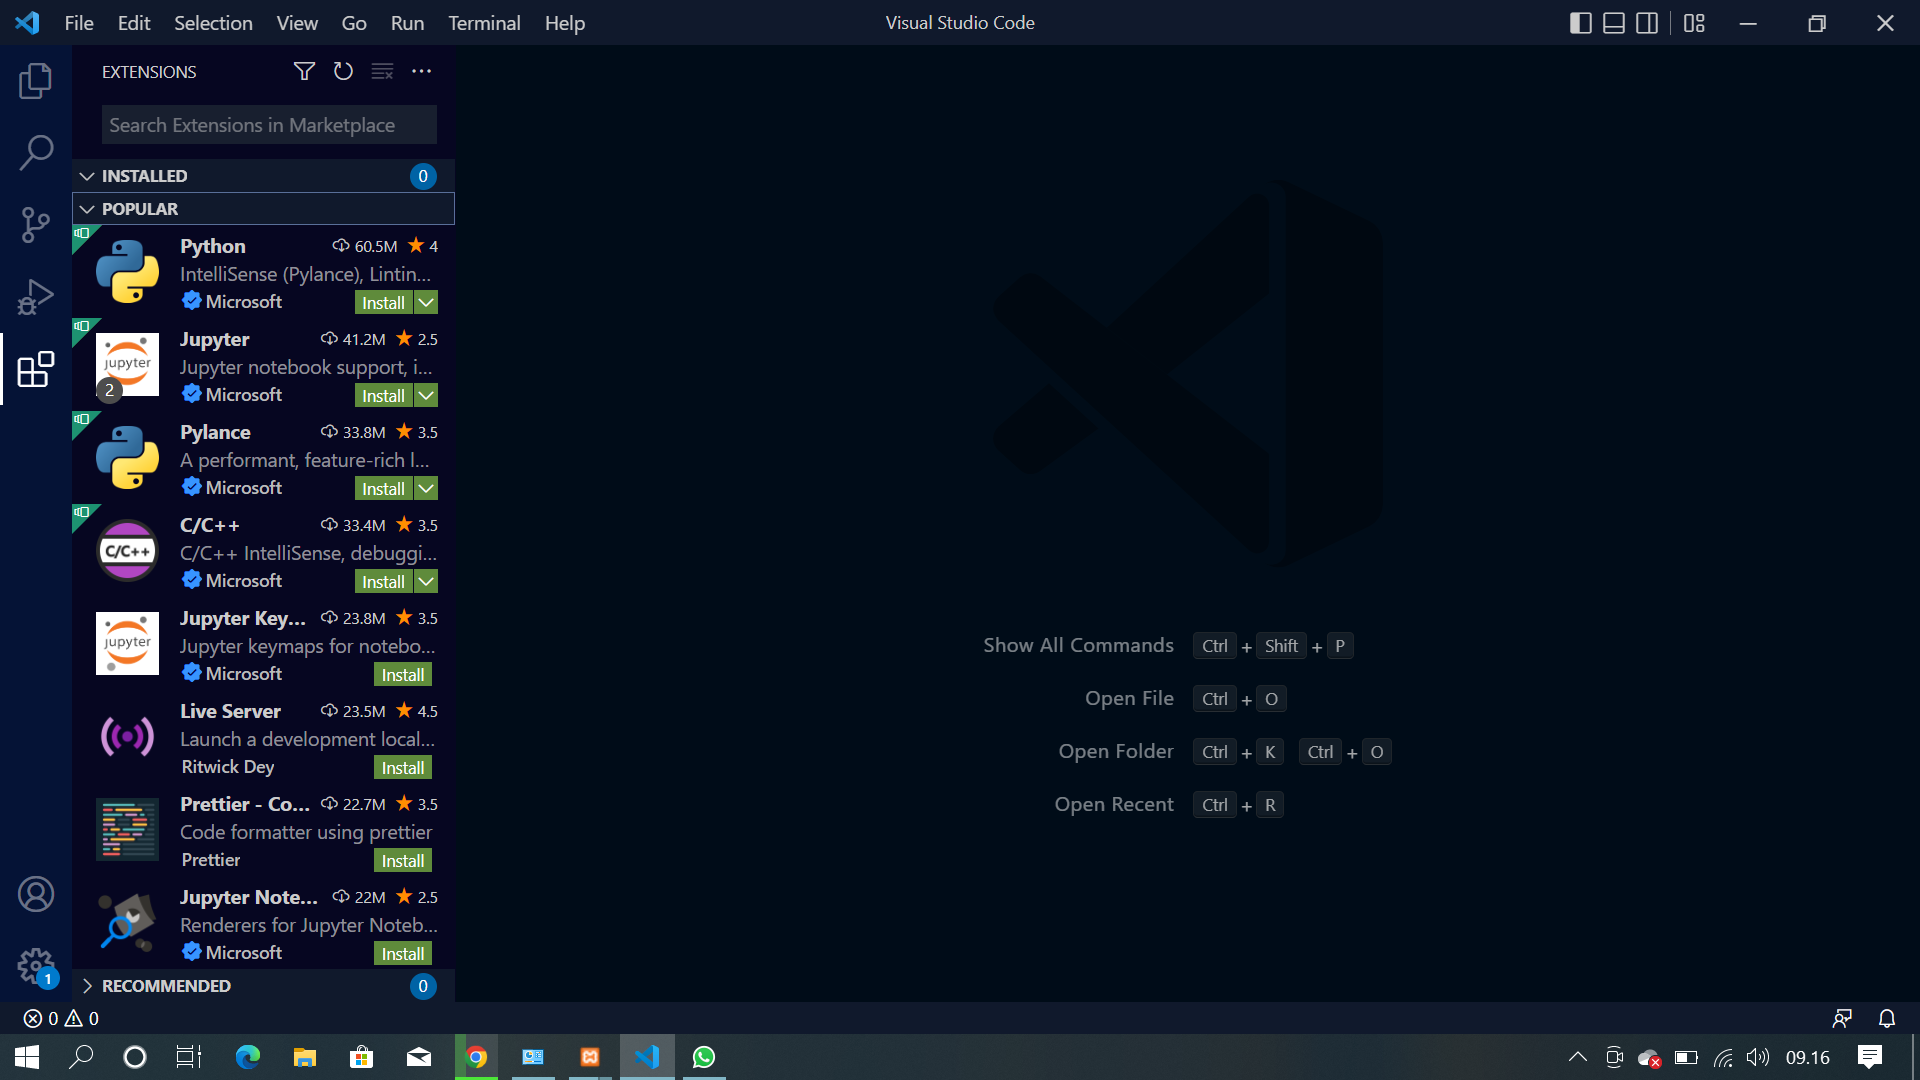 File Edit Selection View Go Run Terminal Help
Visual Studio Code
EXTENSIONS
Search Extensions in Marketplace
INSTALLED 0
POPULAR
Python 60.5M 4
IntelliSense (Pylance), Lintin...
Microsoft Install
Jupyter 41.2M 2.5
jupyter
Jupyter notebook support, i...
2
Microsoft Install
Pylance 33.8M 3.5
A performant, feature-rich l...
Microsoft Install
C/C++ 33.4M 3.5
C/C++
C/C++ IntelliSense, debuggi...
Microsoft Install
Jupyter Key... 23.8M 3.5
jupyter
Jupyter keymaps for notebo...
Microsoft Install
Live Server 23.5M 4.5
Launch a development local...
Ritwick Dey Install
Prettier - Co... 22.7M 3.5
Code formatter using prettier
Prettier Install
Jupyter Note... 22M 2.5
Renderers for Jupyter Noteb...
Microsoft Install
RECOMMENDED 0
Show All Commands Ctrl + Shift + P
Open File Ctrl + O
Open Folder Ctrl + K Ctrl + O
Open Recent Ctrl + R
1
0 0
09.16